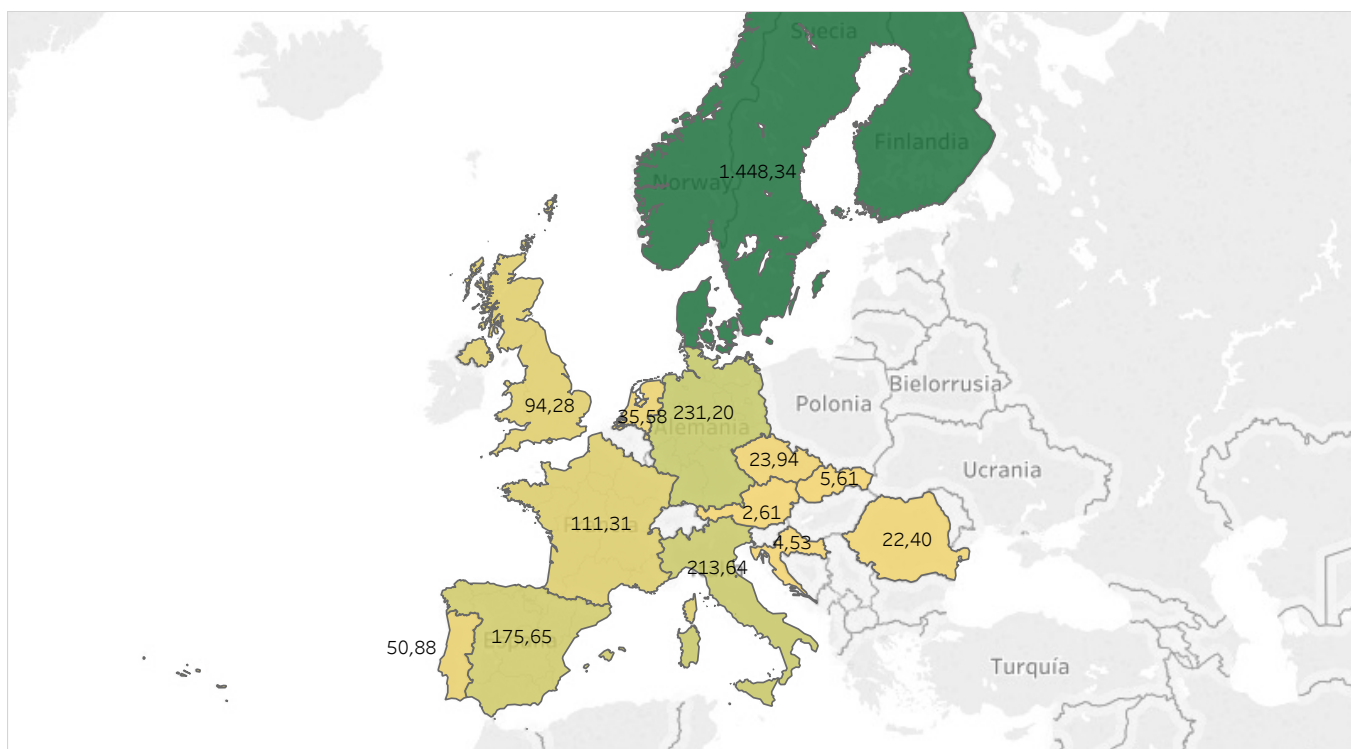 Suecia
Finlandia
1.448,34
Norway
Bielorrusia
Polonia
94,28
35,58
231,20
Alemania
23,94
5,61
Ucrania
2,61
111,31
4,53
22,40
213,64
175,65
España
50,88
Turquía